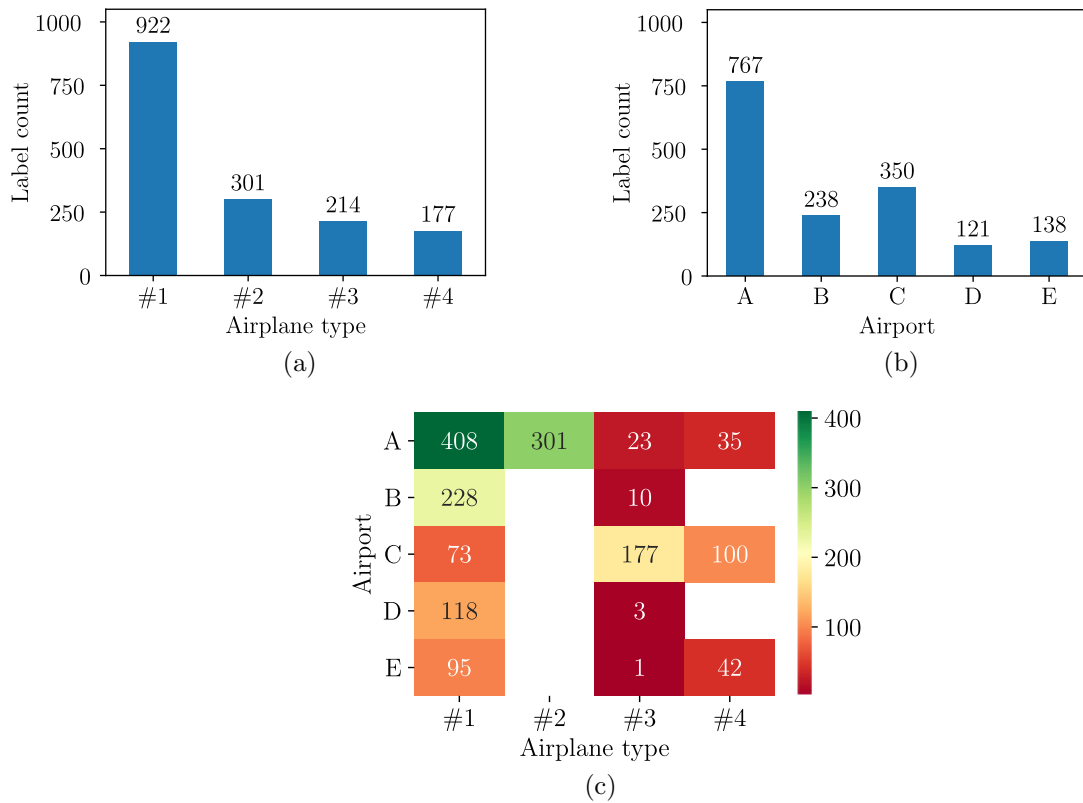 1000
750
500
250
0
Label count
922
301
214
177
#1 #2 #3 #4
Airplane type
(a)
1000
750
500
250
0
Label count
767
238
350
121
138
A B C D E
Airport
(b)
Airport
A 408 301 23 35
B 228 10
C 73 177 100
D 118 3
E 95 1 42
#1 #2 #3 #4
Airplane type
400
300
200
100
(c)